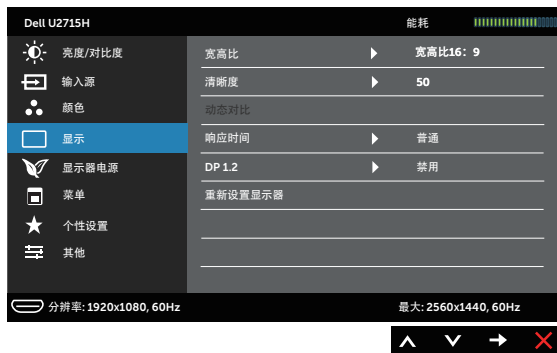 Dell U2715H 能耗
亮度/对比度 宽高比 宽高比16：9
输入源 清晰度 50
颜色 动态对比
显示 响应时间 普通
显示器电源 DP 1.2 禁用
菜单 重新设置显示器
个性设置
其他
分辨率: 1920x1080, 60Hz 最大: 2560x1440, 60Hz